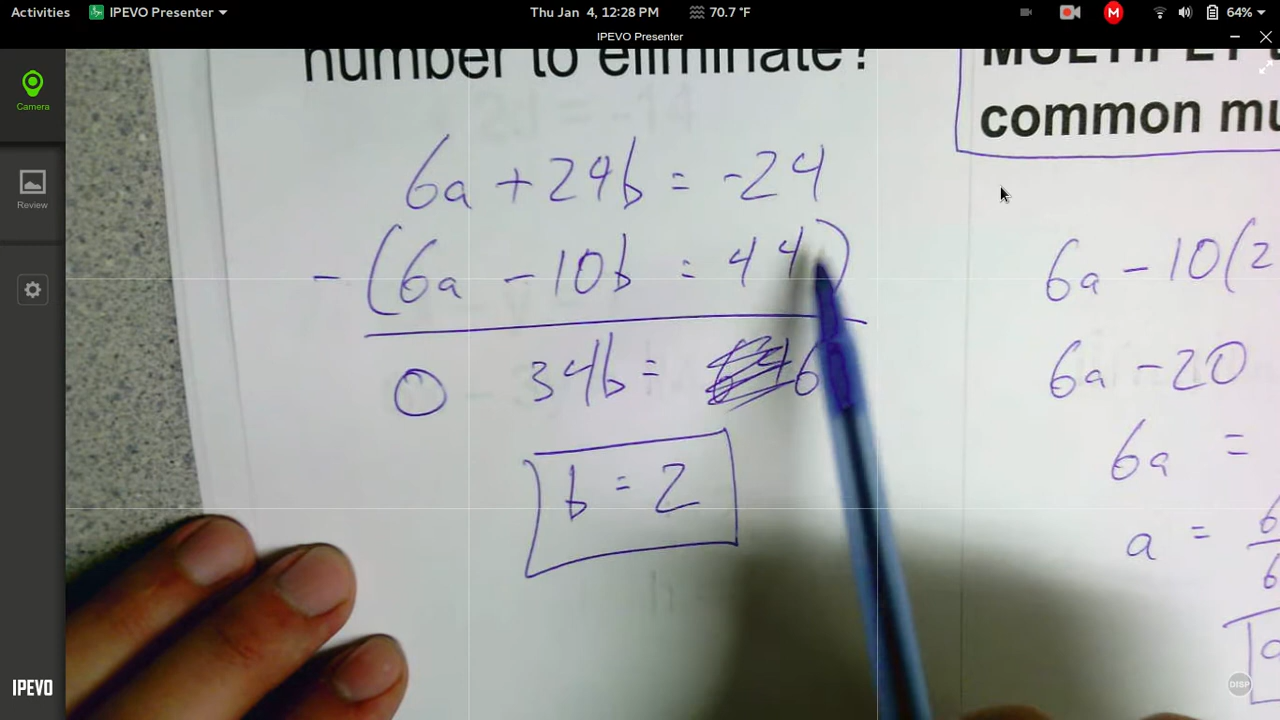 Activities IPEVO Presenter Thu Jan 4, 12:28 PM 70.7 °F 64%
IPEVO Presenter
Camera
Review
number to eliminate?
6a + 24b = -24
- (6a - 10b = 44)
0 34b =
b = 2
common mu
6a - 10(2
6a - 20
6a =
a = 6
6
IPEVO
DISP